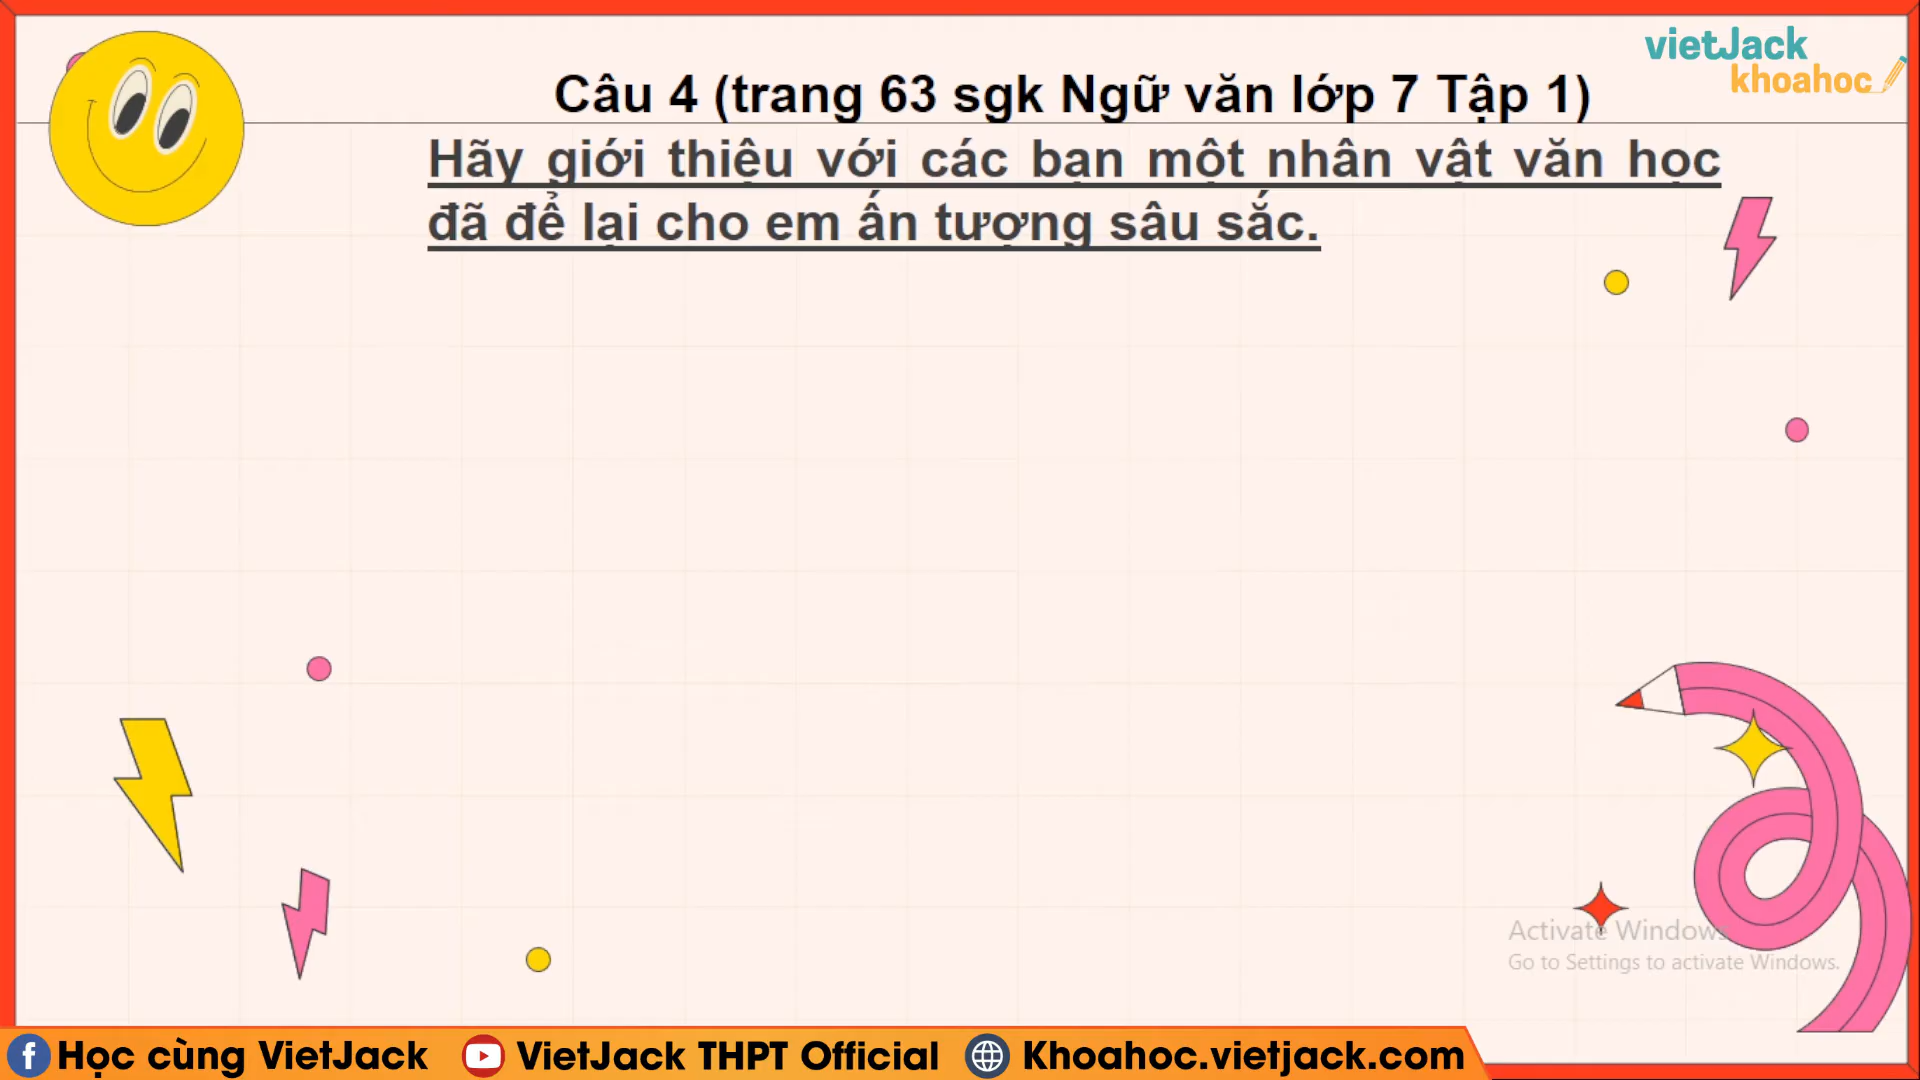 vietJack
khoahoc
Câu 4 (trang 63 sgk Ngữ văn lớp 7 Tập 1)
Hãy giới thiệu với các bạn một nhân vật văn học
đã để lại cho em ấn tượng sâu sắc.
Activate Windows
Go to Settings to activate Windows.
Học cùng VietJack VietJack THPT Official Khoahoc.vietjack.com